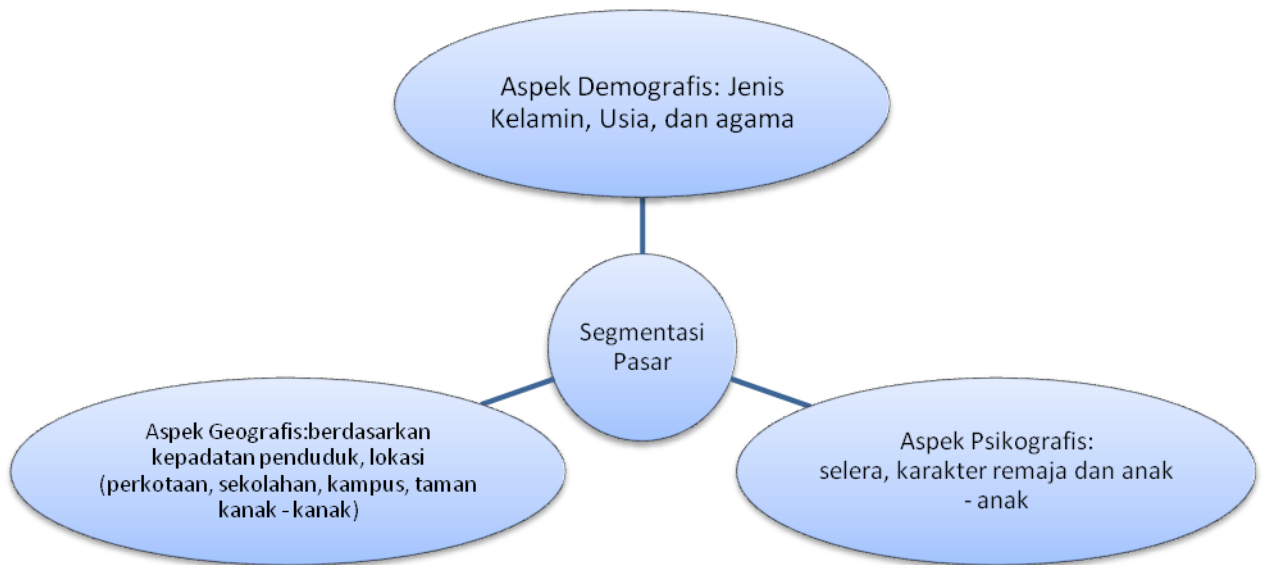 Aspek Demografis: Jenis
Kelamin, Usia, dan agama
Segmentasi
Pasar
Aspek Geografis:berdasarkan
kepadatan penduduk, lokasi
(perkotaan, sekolahan, kampus, taman
kanak - kanak)
Aspek Psikografis:
selera, karakter remaja dan anak
- anak